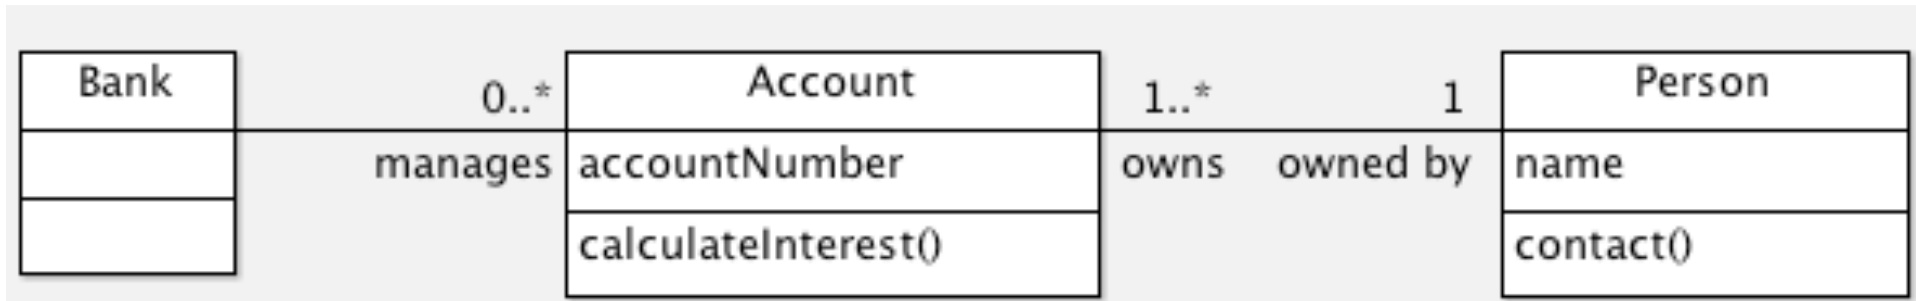 Bank
0..*
manages
Account
accountNumber
calculateInterest()
1..*
1
owns
owned by
Person
name
contact()